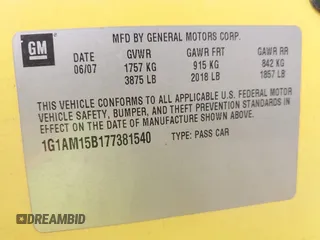 GM
MFD BY GENERAL MOTORS CORP.
DATE GVWR GAWR FRT GAWR RR
06/07 1757 KG 915 KG 842 KG
3875 LB 2018 LB 1857 LB
THIS VEHICLE CONFORMS TO ALL APPLICABLE U.S. FEDERAL MOTOR
VEHICLE SAFETY, BUMPER, AND THEFT PREVENTION STANDARDS IN
EFFECT ON THE DATE OF MANUFACTURE SHOWN ABOVE.
1G1AM15B177381540 TYPE: PASS CAR
DREAMBID